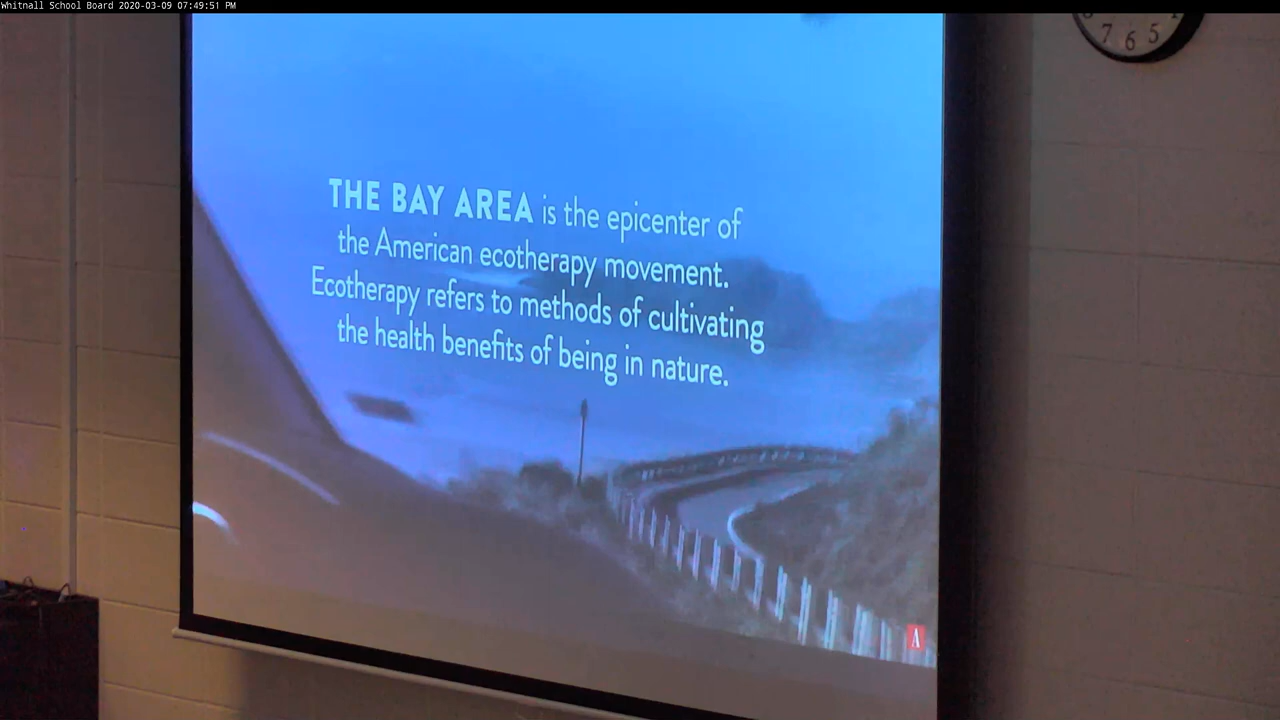 Whitnall School Board 2020-03-09 07:49:51 PM
7 6 5
THE BAY AREA is the epicenter of
the American ecotherapy movement.
Ecotherapy refers to methods of cultivating
the health benefits of being in nature.
A